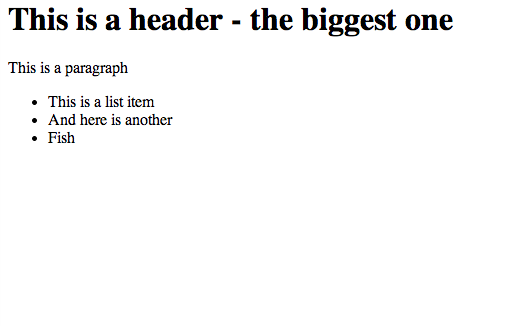 This is a header - the biggest one
This is a paragraph
• This is a list item
• And here is another
• Fish